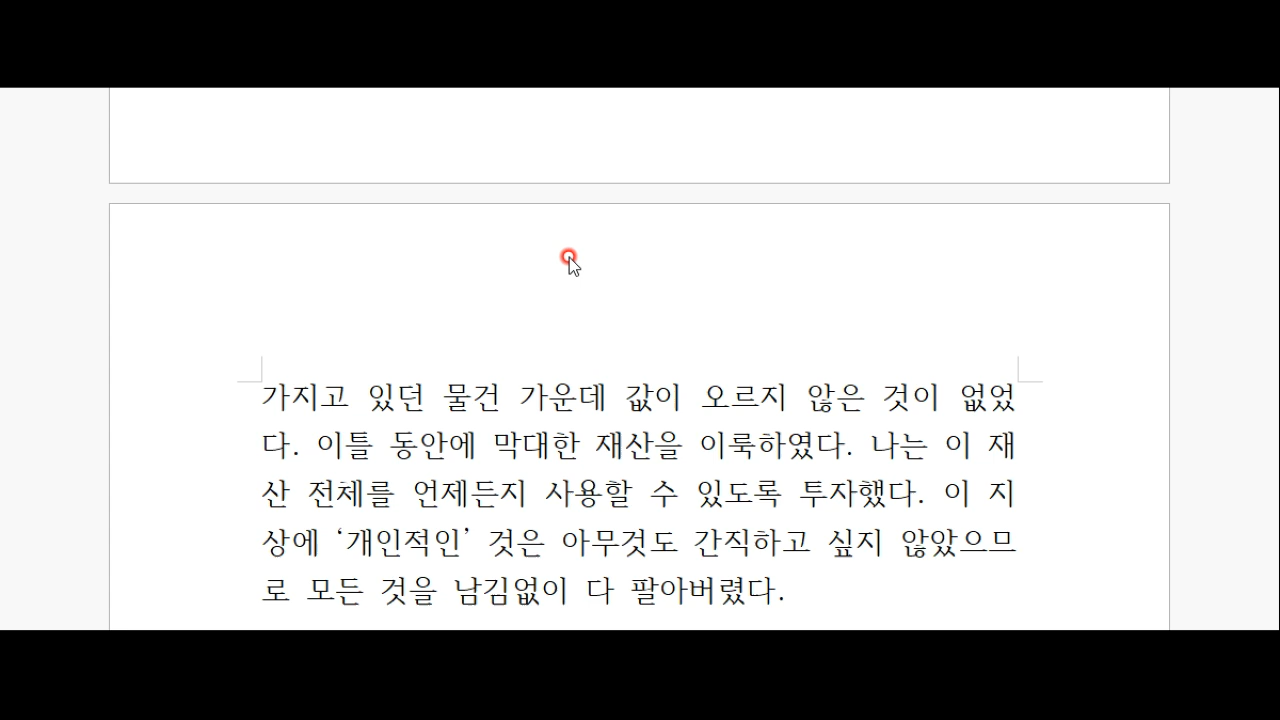 가지고 있던 물건 가운데 값이 오르지 않은 것이 없었
다. 이틀 동안에 막대한 재산을 이룩하였다. 나는 이 재
산 전체를 언제든지 사용할 수 있도록 투자했다. 이 지
상에 ‘개인적인’ 것은 아무것도 간직하고 싶지 않았으므
로 모든 것을 남김없이 다 팔아버렸다.